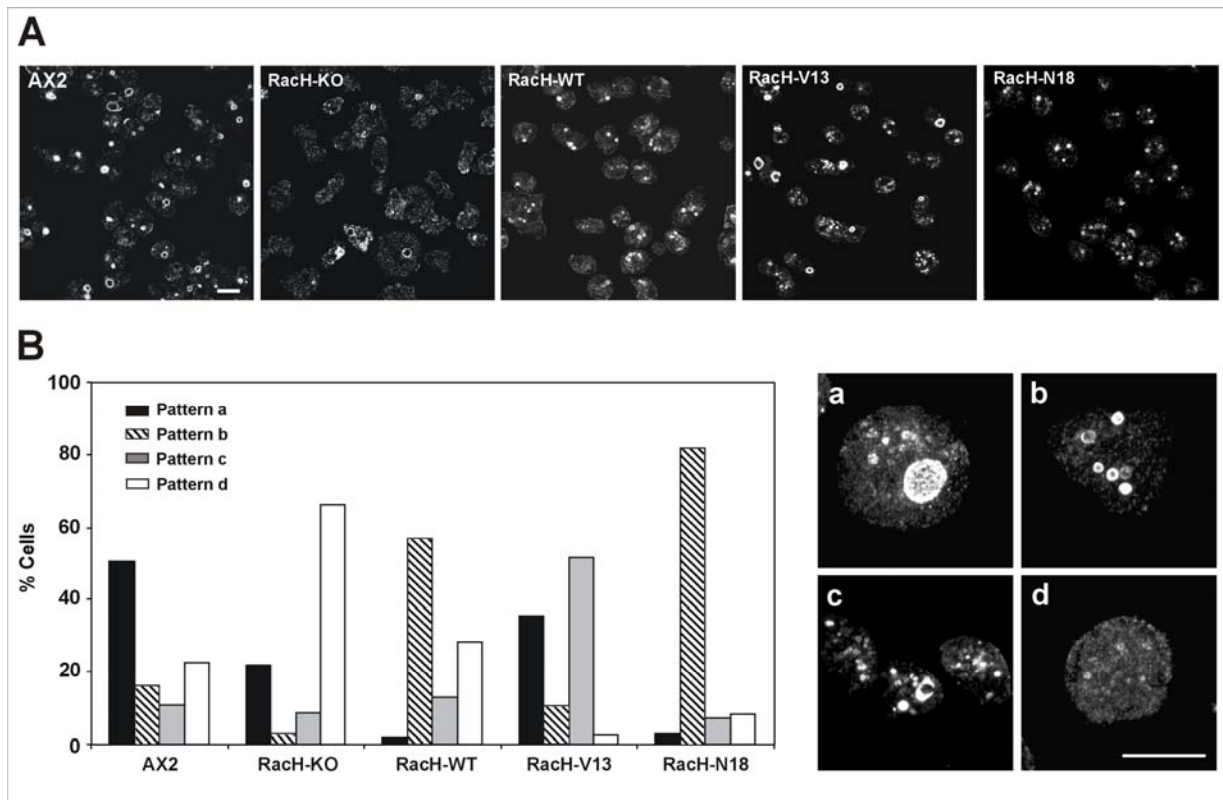 A
AX2
RacH-KO
RacH-WT
RacH-V13
RacH-N18
B
100
80
60
40
20
0
% Cells
Pattern a
Pattern b
Pattern c
Pattern d
AX2 RacH-KO RacH-WT RacH-V13 RacH-N18
a
b
c
d